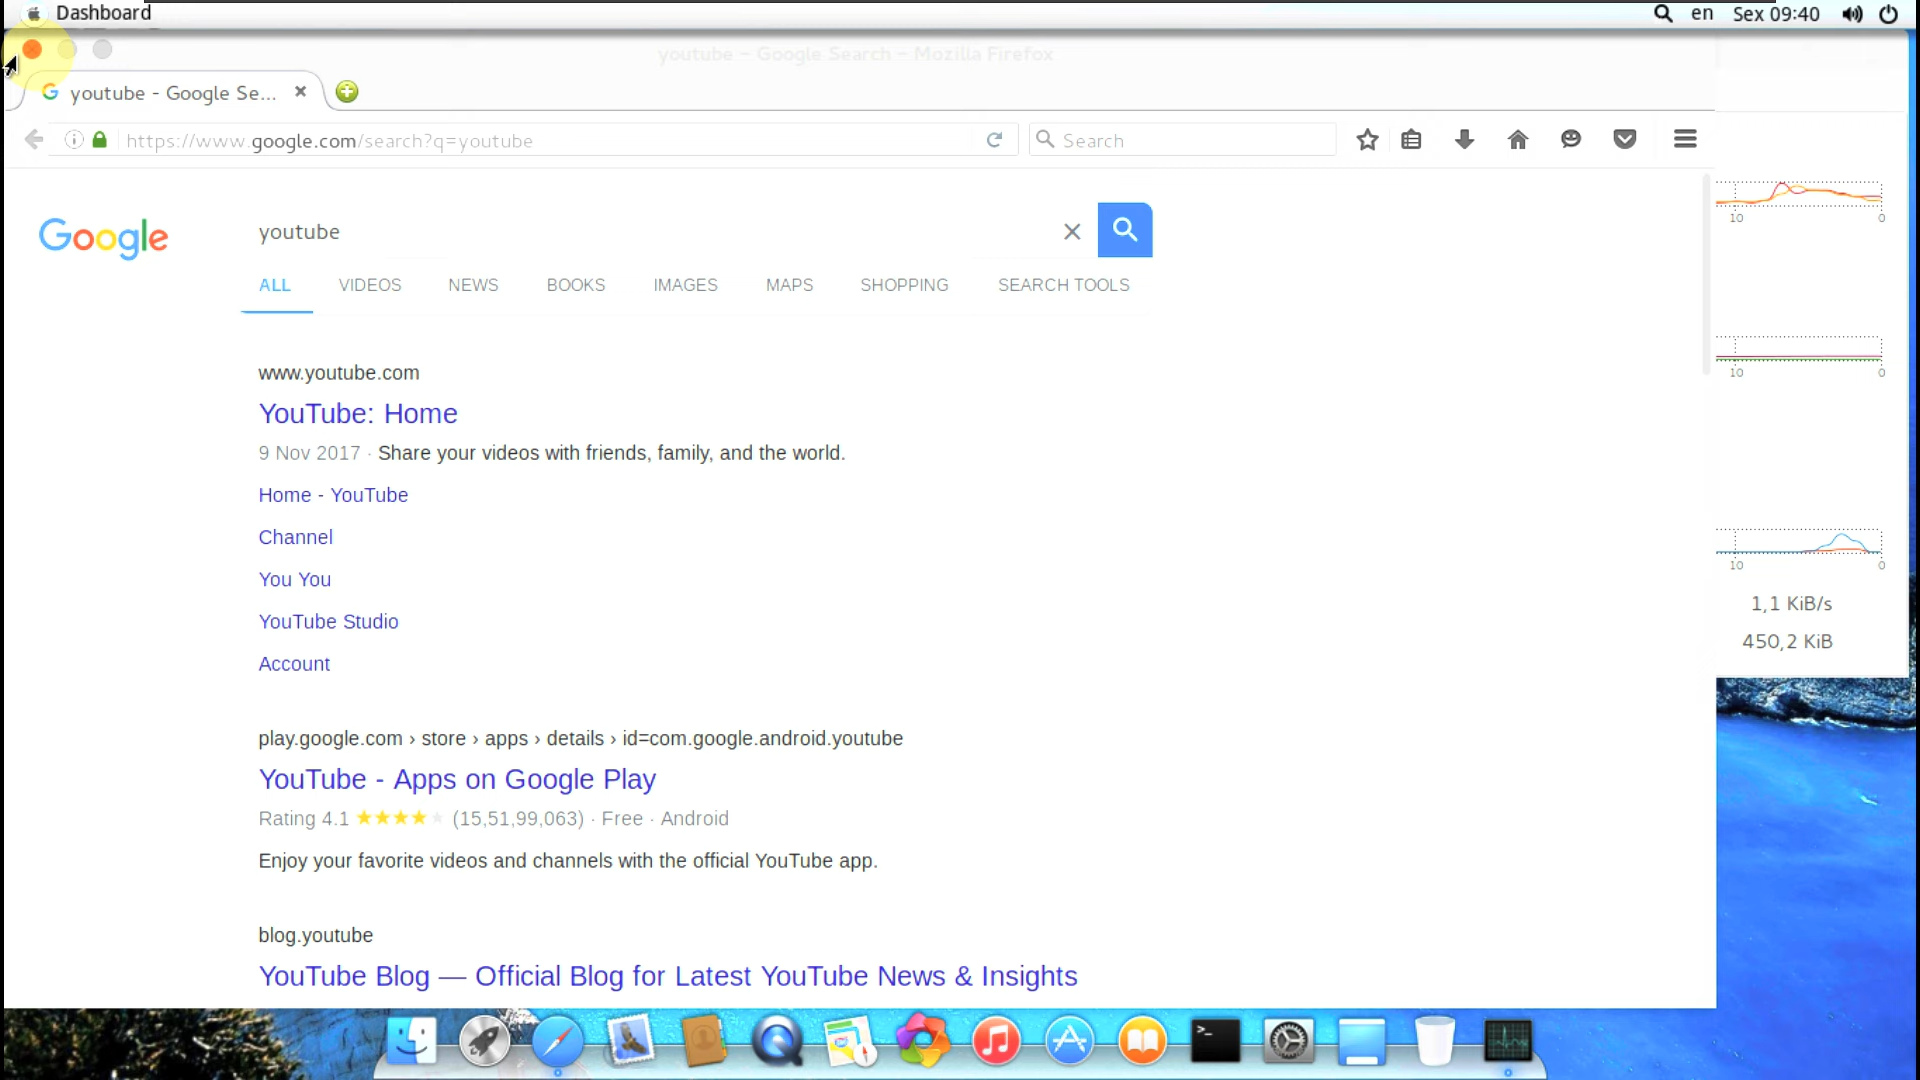 Dashboard
en Sex 09:40
youtube - Google Search - Mozilla Firefox
youtube - Google Se...
https://www.google.com/search?q=youtube
Search
Google
youtube
ALL VIDEOS NEWS BOOKS IMAGES MAPS SHOPPING SEARCH TOOLS
www.youtube.com
YouTube: Home
9 Nov 2017 · Share your videos with friends, family, and the world.
Home - YouTube
Channel
You You
YouTube Studio
Account
play.google.com › store › apps › details › id=com.google.android.youtube
YouTube - Apps on Google Play
Rating 4.1 ★★★★★ (15,51,99,063) · Free · Android
Enjoy your favorite videos and channels with the official YouTube app.
blog.youtube
YouTube Blog — Official Blog for Latest YouTube News & Insights
10 0
10 0
10 0
1,1 KiB/s
450,2 KiB
>_